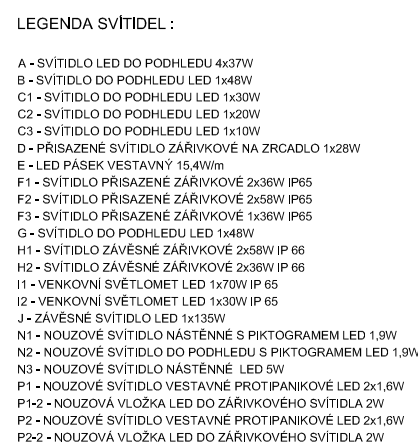 LEGENDA SVÍTIDEL :
A - SVÍTIDLO LED DO PODHLEDU 4x37W
B - SVÍTIDLO DO PODHLEDU LED 1x48W
C1 - SVÍTIDLO DO PODHLEDU LED 1x30W
C2 - SVÍTIDLO DO PODHLEDU LED 1x20W
C3 - SVÍTIDLO DO PODHLEDU LED 1x10W
D - PŘISAZENÉ SVÍTIDLO ZÁŘIVKOVÉ NA ZRCADLO 1x28W
E - LED PÁSEK VESTAVNÝ 15,4W/m
F1 - SVÍTIDLO PŘISAZENÉ ZÁŘIVKOVÉ 2x36W IP65
F2 - SVÍTIDLO PŘISAZENÉ ZÁŘIVKOVÉ 2x58W IP65
F3 - SVÍTIDLO PŘISAZENÉ ZÁŘIVKOVÉ 1x36W IP65
G - SVÍTIDLO DO PODHLEDU LED 1x48W
H1 - SVÍTIDLO ZÁVĚSNÉ ZÁŘIVKOVÉ 2x58W IP 66
H2 - SVÍTIDLO ZÁVĚSNÉ ZÁŘIVKOVÉ 2x36W IP 66
I1 - VENKOVNÍ SVĚTLOMET LED 1x70W IP 65
I2 - VENKOVNÍ SVĚTLOMET LED 1x30W IP 65
J - ZÁVĚSNÉ SVÍTIDLO LED 1x135W
N1 - NOUZOVÉ SVÍTIDLO NÁSTĚNNÉ S PIKTOGRAMEM LED 1,9W
N2 - NOUZOVÉ SVÍTIDLO DO PODHLEDU S PIKTOGRAMEM LED 1,9W
N3 - NOUZOVÉ SVÍTIDLO NÁSTĚNNÉ LED 5W
P1 - NOUZOVÉ SVÍTIDLO VESTAVNÉ PROTIPANIKOVÉ LED 2x1,6W
P1-2 - NOUZOVÁ VLOŽKA LED DO ZÁŘIVKOVÉHO SVÍTIDLA 2W
P2 - NOUZOVÉ SVÍTIDLO VESTAVNÉ PROTIPANIKOVÉ LED 2x1,6W
P2-2 - NOUZOVÁ VLOŽKA LED DO ZÁŘIVKOVÉHO SVÍTIDLA 2W